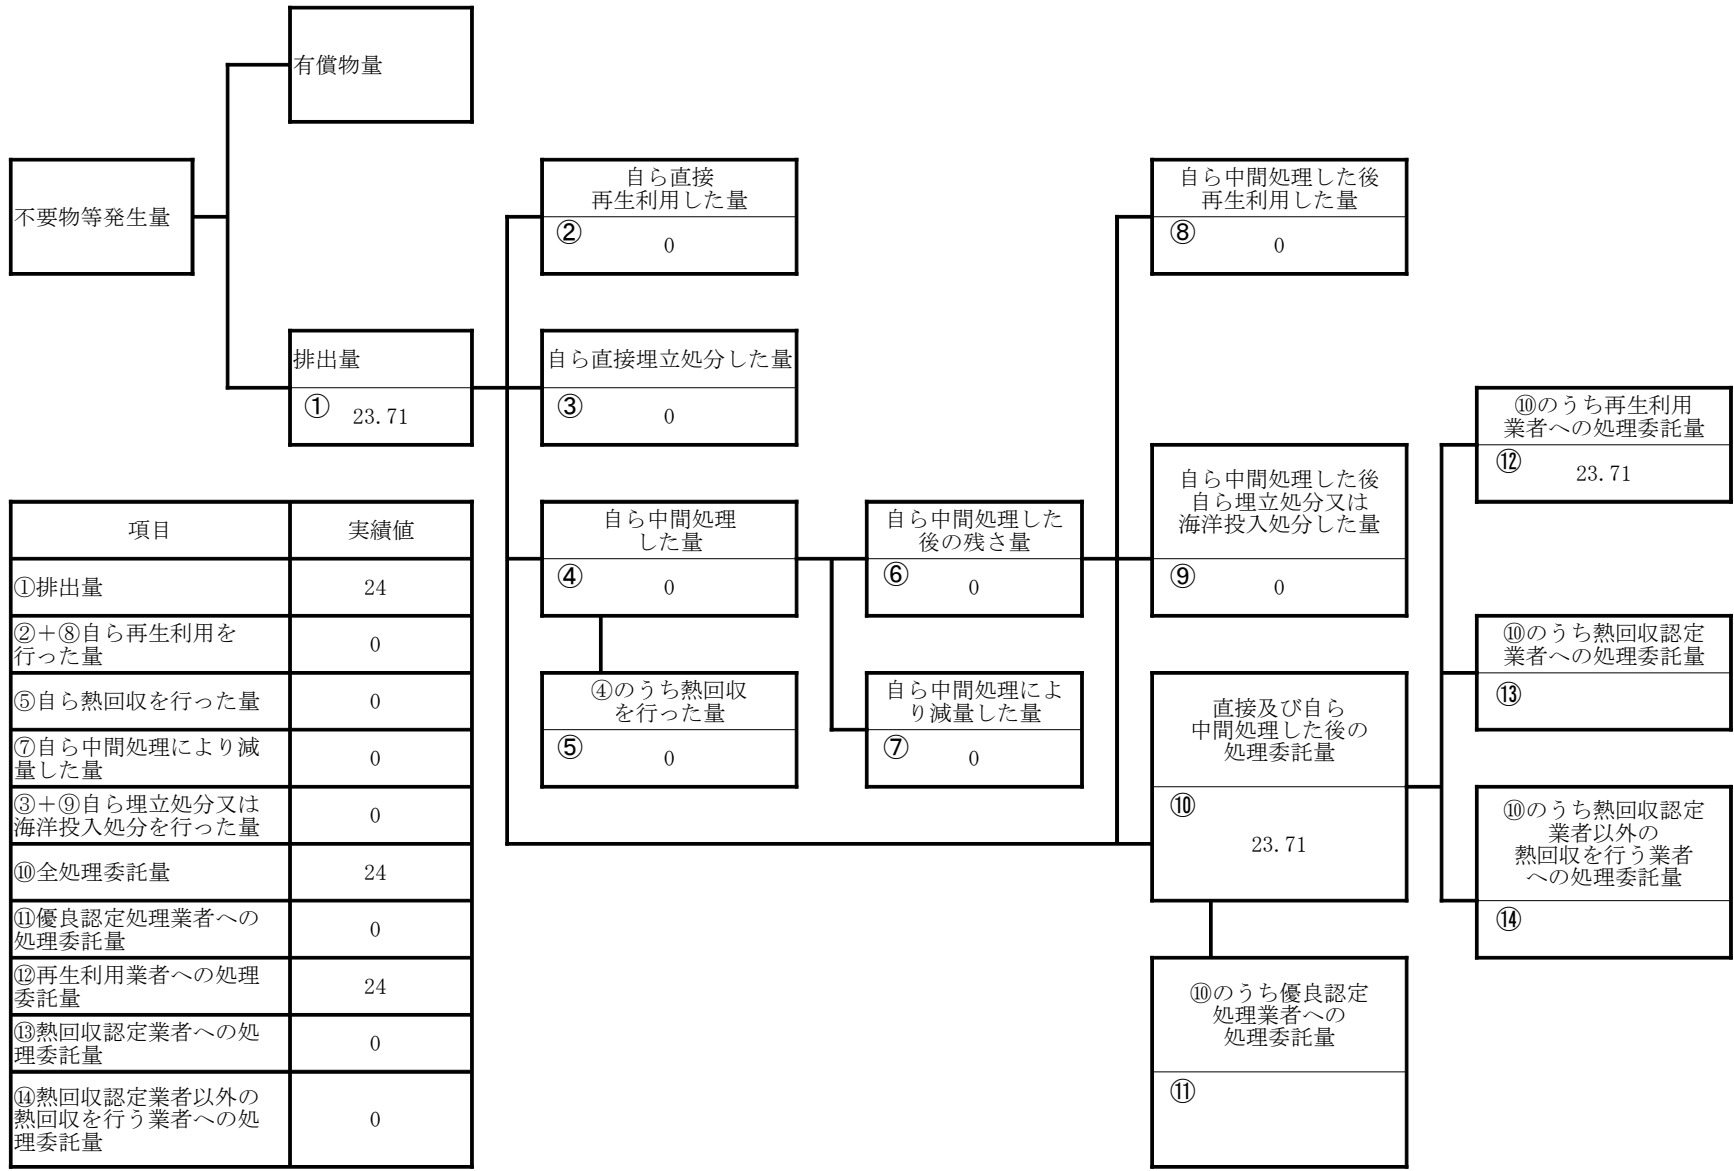 有償物量
不要物等発生量
排出量
① 23.71
自ら直接
再生利用した量
② 0
自ら直接埋立処分した量
③ 0
自ら中間処理
した量
④ 0
④のうち熱回収
を行った量
⑤ 0
自ら中間処理した
後の残さ量
⑥ 0
自ら中間処理によ
り減量した量
⑦ 0
自ら中間処理した後
再生利用した量
⑧ 0
自ら中間処理した後
自ら埋立処分又は
海洋投入処分した量
⑨ 0
直接及び自ら
中間処理した後の
処理委託量
⑩
23.71
⑩のうち優良認定
処理業者への
処理委託量
⑪
⑩のうち再生利用
業者への処理委託量
⑫ 23.71
⑩のうち熱回収認定
業者への処理委託量
⑬
⑩のうち熱回収認定
業者以外の
熱回収を行う業者
への処理委託量
⑭
項目 実績値
①排出量 24
②＋⑧自ら再生利用を
行った量 0
⑤自ら熱回収を行った量 0
⑦自ら中間処理により減
量した量 0
③＋⑨自ら埋立処分又は
海洋投入処分を行った量 0
⑩全処理委託量 24
⑪優良認定処理業者への
処理委託量 0
⑫再生利用業者への処理
委託量 24
⑬熱回収認定業者への処
理委託量 0
⑭熱回収認定業者以外の
熱回収を行う業者への処
理委託量 0